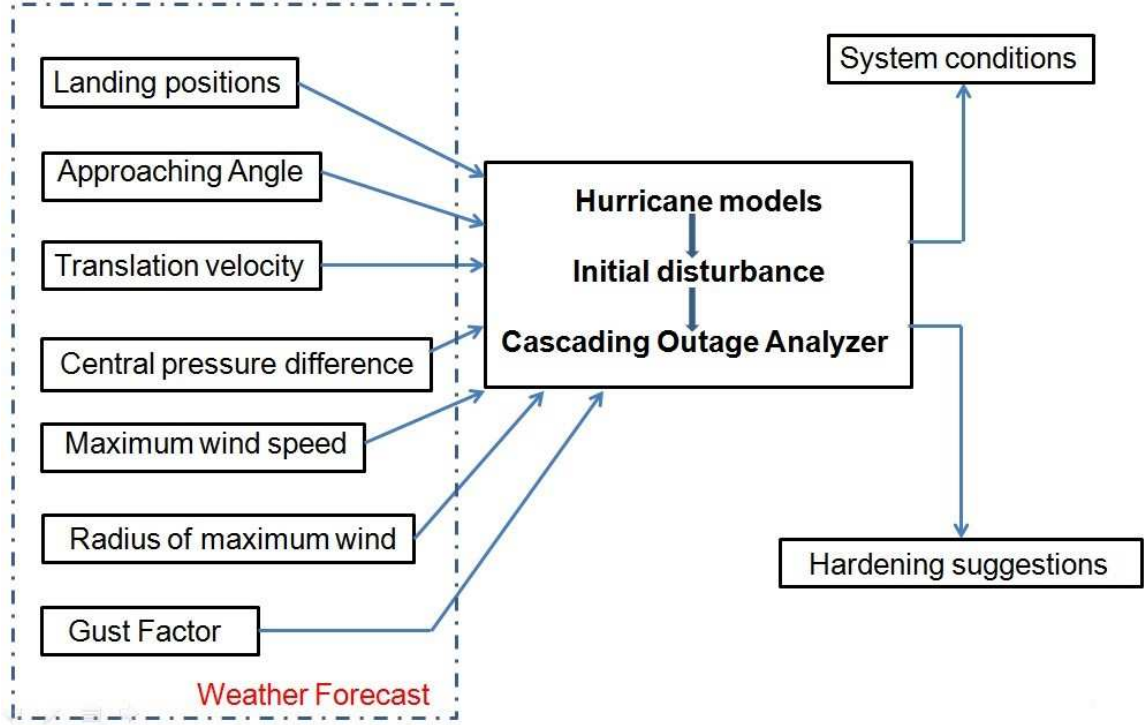 Landing positions
Approaching Angle
Translation velocity
Central pressure difference
Maximum wind speed
Radius of maximum wind
Gust Factor
Weather Forecast
Hurricane models
Initial disturbance
Cascading Outage Analyzer
System conditions
Hardening suggestions